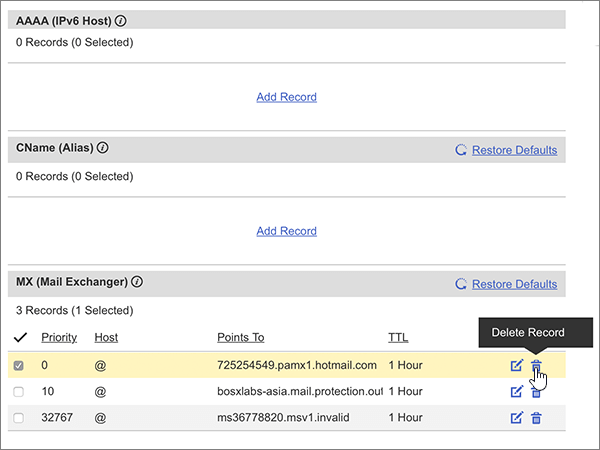 AAAA (IPv6 Host)
0 Records (0 Selected)
Add Record
CName (Alias)
Restore Defaults
0 Records (0 Selected)
Add Record
MX (Mail Exchanger)
Restore Defaults
3 Records (1 Selected)
Delete Record
Priority Host Points To TTL
0 @ 725254549.pamx1.hotmail.com 1 Hour
10 @ bosxlabs-asia.mail.protection.out 1 Hour
32767 @ ms36778820.msv1.invalid 1 Hour